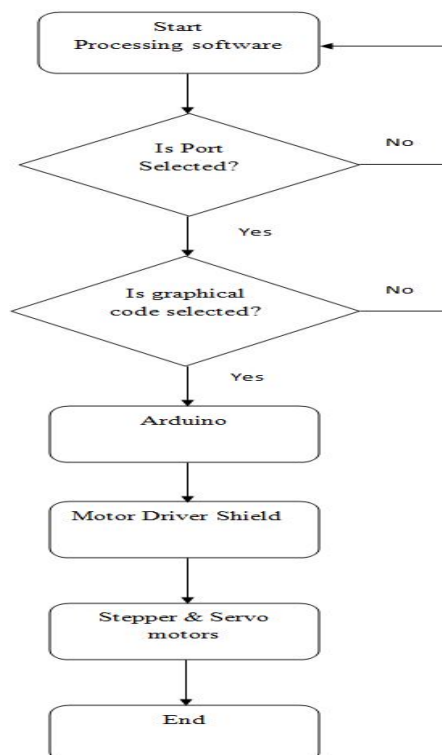 Start
Processing software
Is Port
Selected?
No
Yes
Is graphical
code selected?
No
Yes
Arduino
Motor Driver Shield
Stepper & Servo
motors
End